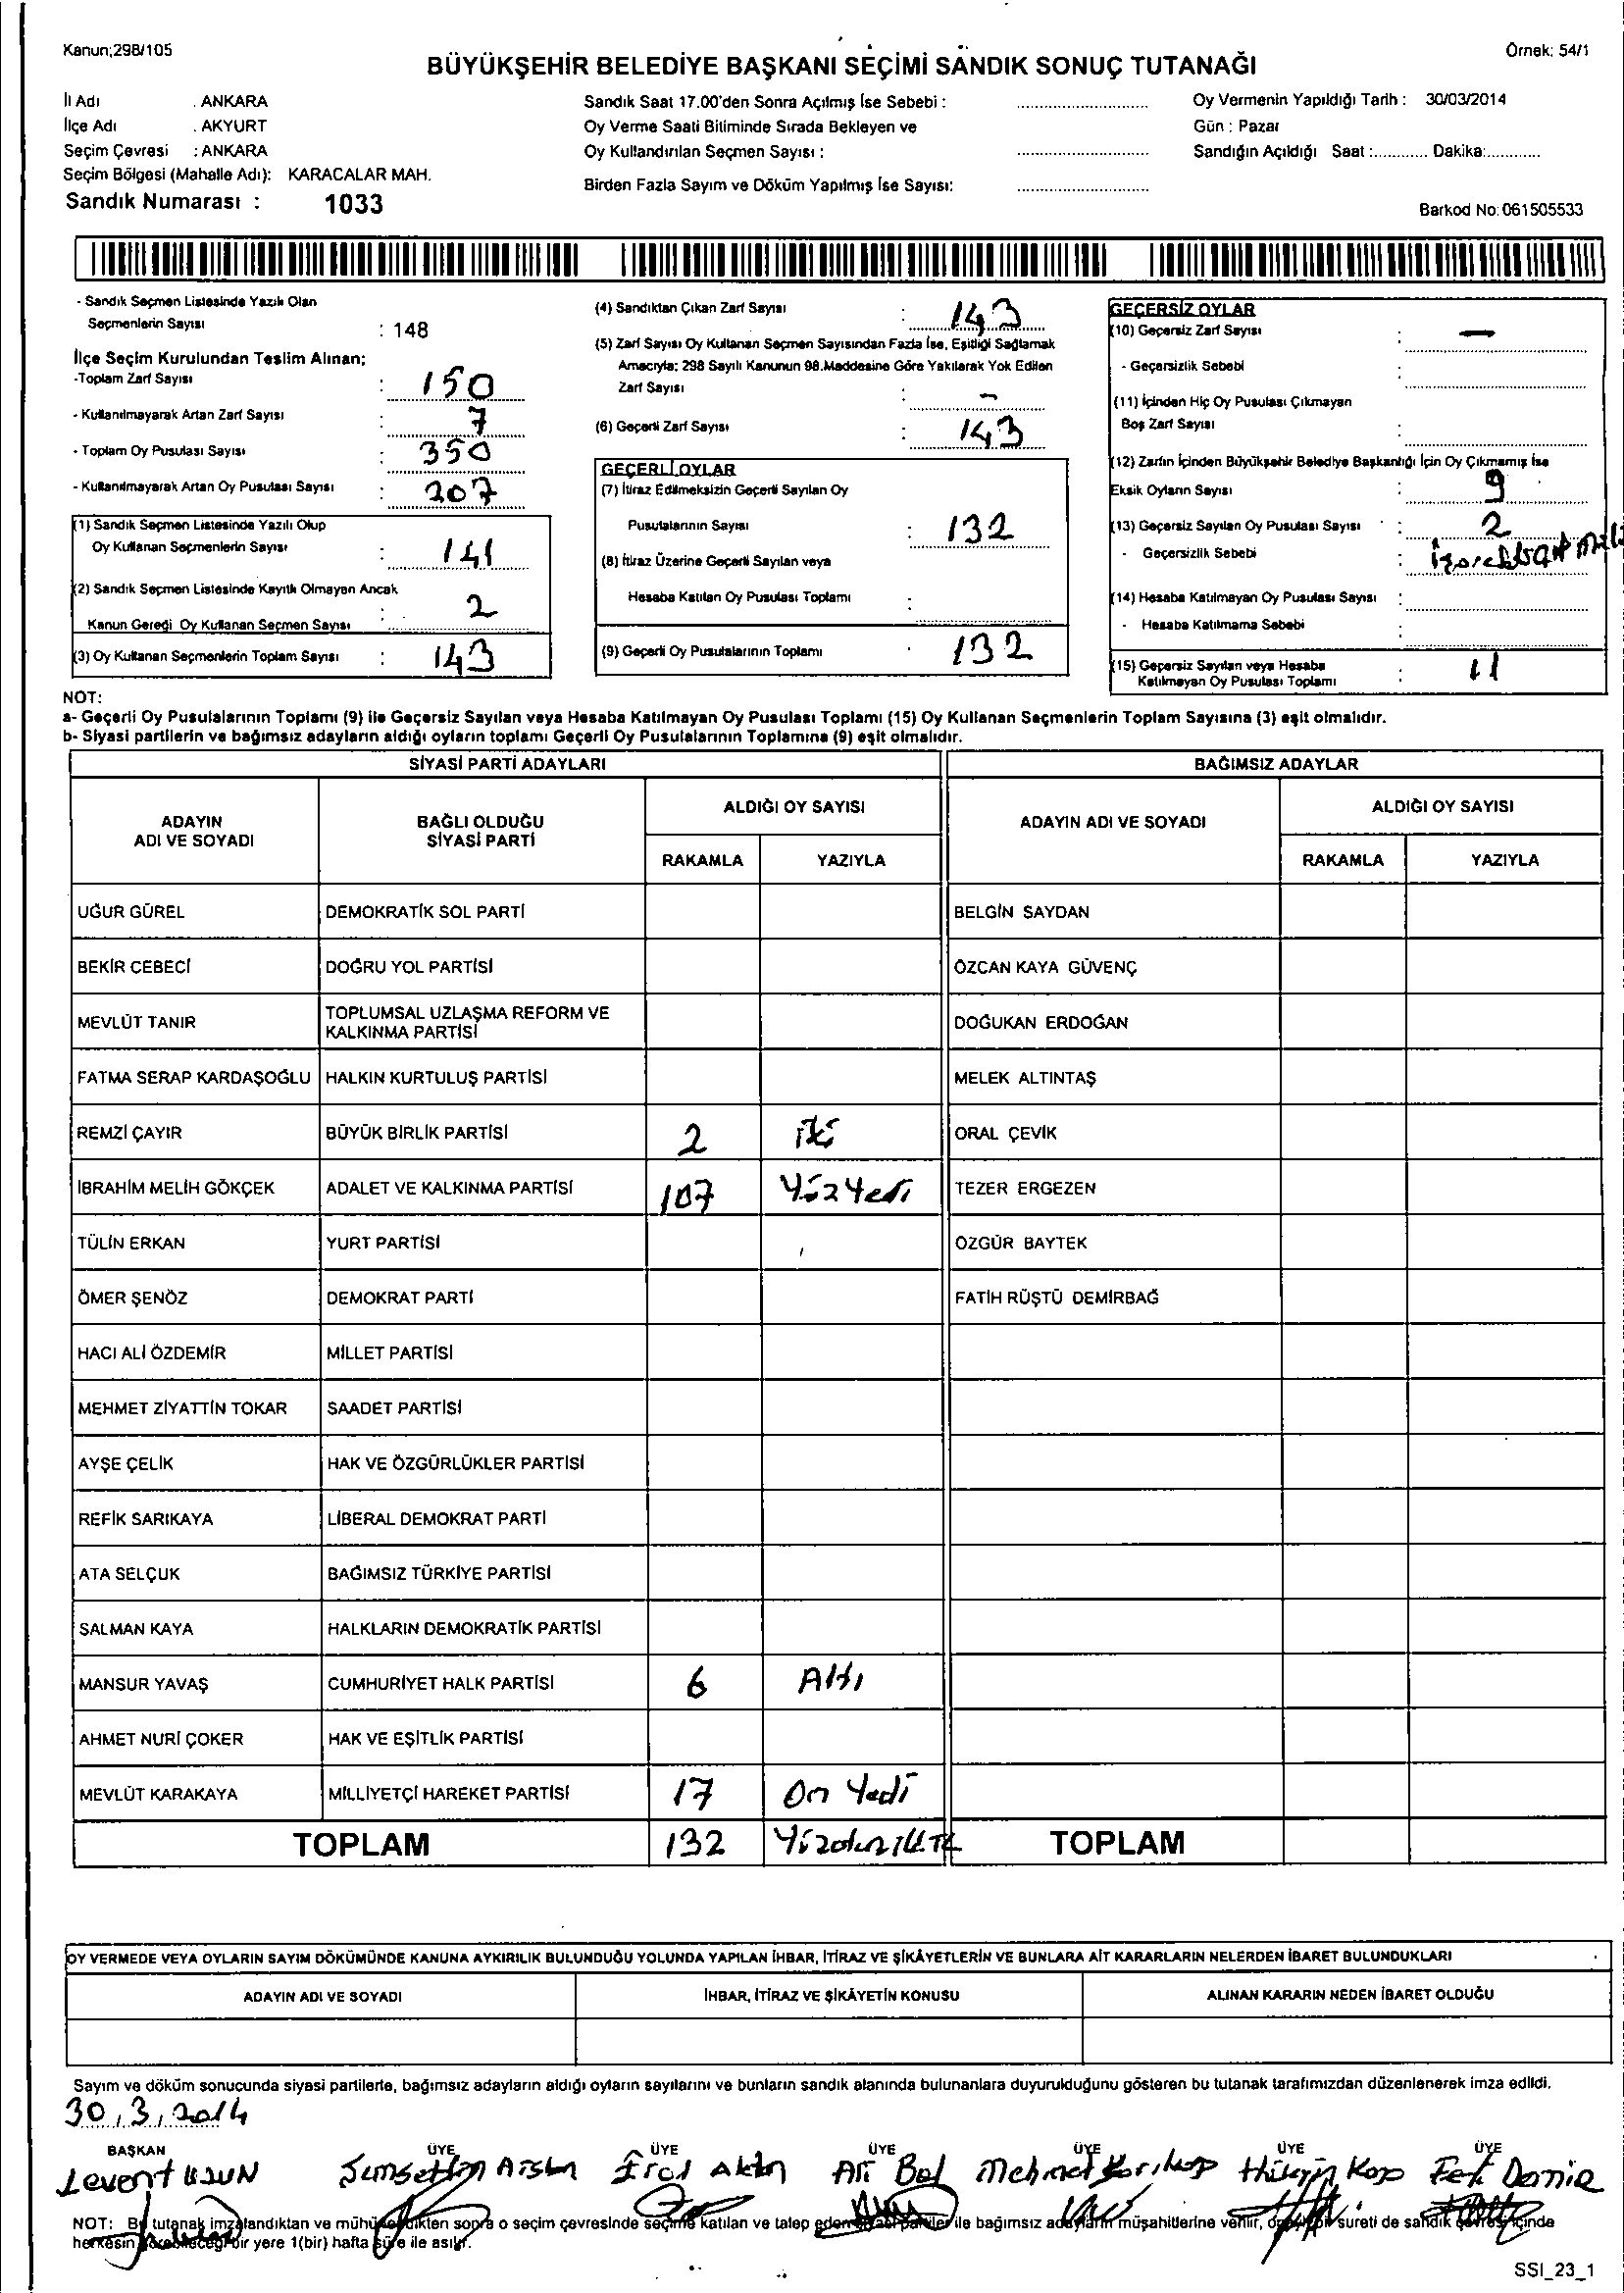 Kanun;298/105
Örnek: 54/1
BÜYÜKŞEHİR BELEDİYE BAŞKANI SEÇİMİ SANDIK SONUÇ TUTANAĞI
İl Adı : ANKARA
İlçe Adı : AKYURT
Seçim Çevresi : ANKARA
Seçim Bölgesi (Mahalle Adı): KARACALAR MAH.
Sandık Numarası : 1033
Sandık Saat 17.00'den Sonra Açılmış İse Sebebi :
Oy Verme Saati Bitiminde Sırada Bekleyen ve
Oy Kullandırılan Seçmen Sayısı :
Birden Fazla Sayım ve Döküm Yapılmış İse Sayısı:
Oy Vermenin Yapıldığı Tarih : 30/03/2014
Gün : Pazar
Sandığın Açıldığı Saat :............ Dakika:............
Barkod No: 061505533
- Sandık Seçmen Listesinde Yazılı Olan
Seçmenlerin Sayısı : 148
İlçe Seçim Kurulundan Teslim Alınan;
-Toplam Zarf Sayısı : 150
- Kullanılmayarak Artan Zarf Sayısı : 7
- Toplam Oy Pusulası Sayısı : 350
- Kullanılmayarak Artan Oy Pusulası Sayısı : 207
(1) Sandık Seçmen Listesinde Yazılı Olup
Oy Kullanan Seçmenlerin Sayısı : 141
(2) Sandık Seçmen Listesinde Kayıtlı Olmayan Ancak
Kanun Gereği Oy Kullanan Seçmen Sayısı : 2
(3) Oy Kullanan Seçmenlerin Toplam Sayısı : 143
(4) Sandıktan Çıkan Zarf Sayısı : 143
(5) Zarf Sayısı Oy Kullanan Seçmen Sayısından Fazla İse, Eşitliği Sağlamak
Amacıyla; 298 Sayılı Kanunun 98.Maddesine Göre Yakılarak Yok Edilen
Zarf Sayısı : -
(6) Geçerli Zarf Sayısı : 143
GEÇERLİ OYLAR
(7) İtiraz Edilmeksizin Geçerli Sayılan Oy
Pusulalarının Sayısı : 132
(8) İtiraz Üzerine Geçerli Sayılan veya
Hesaba Katılan Oy Pusulası Toplamı :
(9) Geçerli Oy Pusulalarının Toplamı : 132
GEÇERSİZ OYLAR
(10) Geçersiz Zarf Sayısı : -
- Geçersizlik Sebebi :
(11) İçinden Hiç Oy Pusulası Çıkmayan
Boş Zarf Sayısı :
(12) Zarfın İçinden Büyükşehir Belediye Başkanlığı İçin Oy Çıkmamış İse
Eksik Oyların Sayısı : 9
(13) Geçersiz Sayılan Oy Pusulası Sayısı : 2
- Geçersizlik Sebebi :
(14) Hesaba Katılmayan Oy Pusulası Sayısı :
- Hesaba Katılmama Sebebi :
(15) Geçersiz Sayılan veya Hesaba
Katılmayan Oy Pusulası Toplamı : 11
NOT:
a- Geçerli Oy Pusulalarının Toplamı (9) ile Geçersiz Sayılan veya Hesaba Katılmayan Oy Pusulası Toplamı (15) Oy Kullanan Seçmenlerin Toplam Sayısına (3) eşit olmalıdır.
b- Siyasi partilerin ve bağımsız adayların aldığı oyların toplamı Geçerli Oy Pusulalarının Toplamına (9) eşit olmalıdır.
SİYASİ PARTİ ADAYLARI BAĞIMSIZ ADAYLAR
ADAYIN ADI VE SOYADI BAĞLI OLDUĞU SİYASİ PARTİ ALDIĞI OY SAYISI ADAYIN ADI VE SOYADI ALDIĞI OY SAYISI
RAKAMLA YAZIYLA RAKAMLA YAZIYLA
UĞUR GÜREL DEMOKRATİK SOL PARTİ BELGİN SAYDAN
BEKİR CEBECİ DOĞRU YOL PARTİSİ ÖZCAN KAYA GÜVENÇ
MEVLÜT TANIR TOPLUMSAL UZLAŞMA REFORM VE KALKINMA PARTİSİ DOĞUKAN ERDOĞAN
FATMA SERAP KARDAŞOĞLU HALKIN KURTULUŞ PARTİSİ MELEK ALTINTAŞ
REMZİ ÇAYIR BÜYÜK BİRLİK PARTİSİ 2 iki ORAL ÇEVİK
İBRAHİM MELİH GÖKÇEK ADALET VE KALKINMA PARTİSİ 107 Yüz Yedi TEZER ERGEZEN
TÜLİN ERKAN YURT PARTİSİ ÖZGÜR BAYTEK
ÖMER ŞENÖZ DEMOKRAT PARTİ FATİH RÜŞTÜ DEMİRBAĞ
HACI ALİ ÖZDEMİR MİLLET PARTİSİ
MEHMET ZİYATTİN TOKAR SAADET PARTİSİ
AYŞE ÇELİK HAK VE ÖZGÜRLÜKLER PARTİSİ
REFİK SARIKAYA LİBERAL DEMOKRAT PARTİ
ATA SELÇUK BAĞIMSIZ TÜRKİYE PARTİSİ
SALMAN KAYA HALKLARIN DEMOKRATİK PARTİSİ
MANSUR YAVAŞ CUMHURİYET HALK PARTİSİ 6 Altı
AHMET NURİ ÇOKER HAK VE EŞİTLİK PARTİSİ
MEVLÜT KARAKAYA MİLLİYETÇİ HAREKET PARTİSİ 17 On Yedi
TOPLAM 132 TOPLAM
OY VERMEDE VEYA OYLARIN SAYIM DÖKÜMÜNDE KANUNA AYKIRILIK BULUNDUĞU YOLUNDA YAPILAN İHBAR, İTİRAZ VE ŞİKÂYETLERİN VE BUNLARA AİT KARARLARIN NELERDEN İBARET BULUNDUKLARI
ADAYIN ADI VE SOYADI İHBAR, İTİRAZ VE ŞİKÂYETİN KONUSU ALINAN KARARIN NEDEN İBARET OLDUĞU
Sayım ve döküm sonucunda siyasi partilerle, bağımsız adayların aldığı oyların sayılarını ve bunların sandık alanında bulunanlara duyurulduğunu gösteren bu tutanak tarafımızdan düzenlenerek imza edildi.
30.3.2014
BAŞKAN ÜYE ÜYE ÜYE ÜYE ÜYE ÜYE
Levent UZUN Arslan Erol Aktın Ali Bal Mehmet Hüseyin Kop
NOT: Bu tutanak imzalandıktan ve mühürlendikten sonra o seçim çevresinde seçime katılan ve talep eden siyasi partiler ile bağımsız adayların müşahitlerine verilir, onaylı bir sureti de sandık çevresi içinde
herkesin görebileceği bir yere 1(bir) hafta süre ile asılır.
SSI_23_1